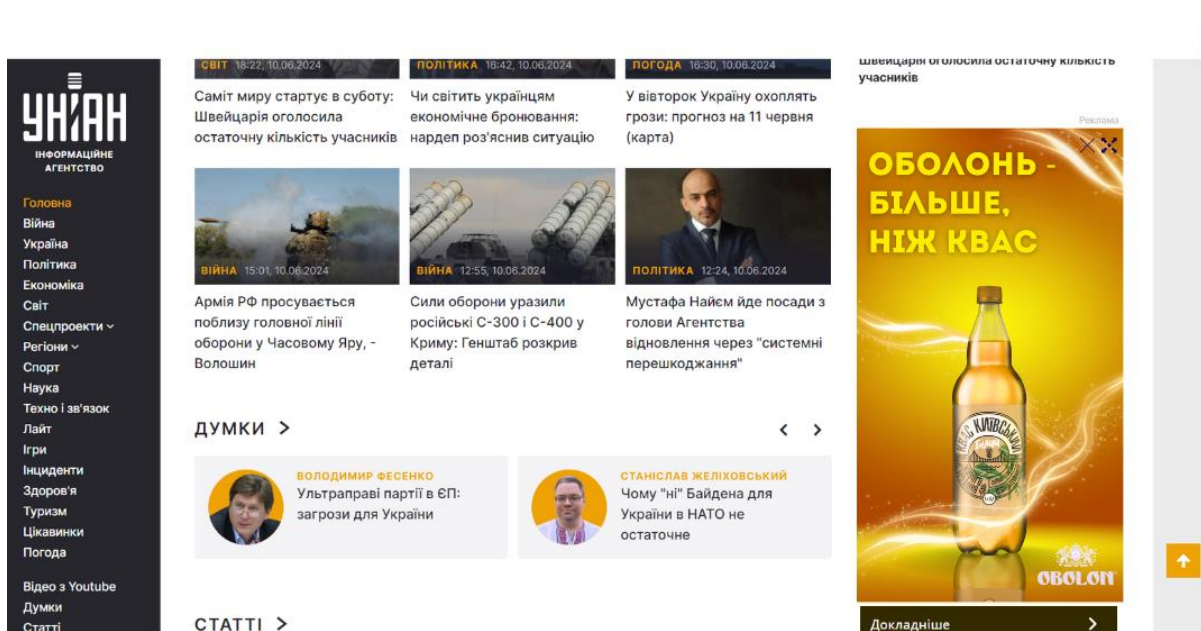 УНІАН
ІНФОРМАЦІЙНЕ
АГЕНТСТВО
Головна
Війна
Україна
Політика
Економіка
Світ
Спецпроекти
Регіони
Спорт
Наука
Техно і зв'язок
Лайт
Ігри
Інциденти
Здоров'я
Туризм
Цікавинки
Погода
Відео з Youtube
Думки
Статті
СВІТ 18:22, 10.06.2024
Саміт миру стартує в суботу:
Швейцарія оголосила
остаточну кількість учасників
ПОЛІТИКА 16:42, 10.06.2024
Чи світить українцям
економічне бронювання:
нардеп роз'яснив ситуацію
ПОГОДА 16:30, 10.06.2024
У вівторок Україну охоплять
грози: прогноз на 11 червня
(карта)
ВІЙНА 15:01, 10.06.2024
Армія РФ просувається
поблизу головної лінії
оборони у Часовому Яру, -
Волошин
ВІЙНА 12:55, 10.06.2024
Сили оборони уразили
російські С-300 і С-400 у
Криму: Генштаб розкрив
деталі
ПОЛІТИКА 12:24, 10.06.2024
Мустафа Найєм йде посади з
голови Агентства
відновлення через "системні
перешкоджання"
ДУМКИ >
ВОЛОДИМИР ФЕСЕНКО
Ультраправі партії в ЄП:
загрози для України
СТАНІСЛАВ ЖЕЛІХОВСЬКИЙ
Чому "ні" Байдена для
України в НАТО не
остаточне
СТАТТІ >
Швейцарія оголосила остаточну кількість
учасників
Реклама
ОБОЛОНЬ -
БІЛЬШЕ,
НІЖ КВАС
КВАС КИЇВСЬКИЙ
OBOLON
Докладніше